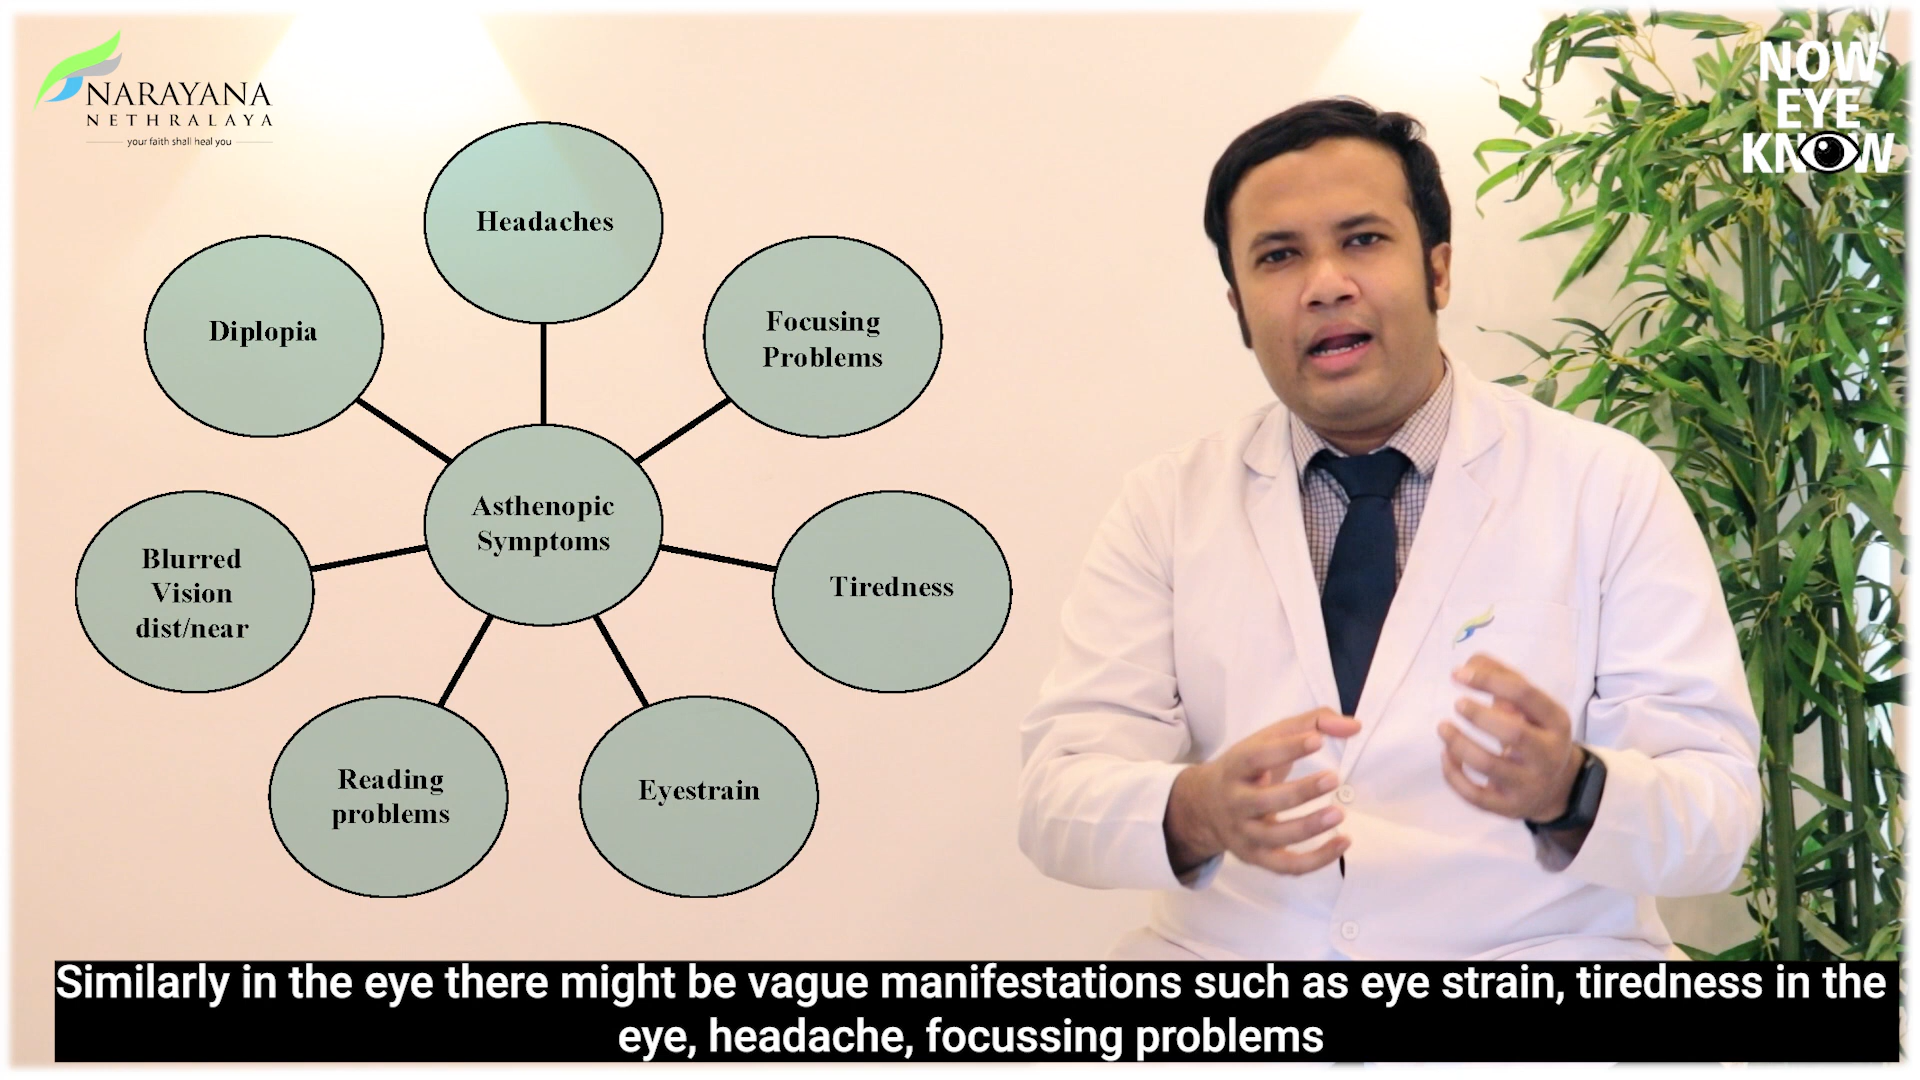 NARAYANA
NETHRALAYA
your faith shall heal you
NOW
EYE
KNOW
Headaches
Diplopia
Focusing
Problems
Asthenopic
Symptoms
Blurred
Vision
dist/near
Tiredness
Reading
problems
Eyestrain
Similarly in the eye there might be vague manifestations such as eye strain, tiredness in the
eye, headache, focussing problems